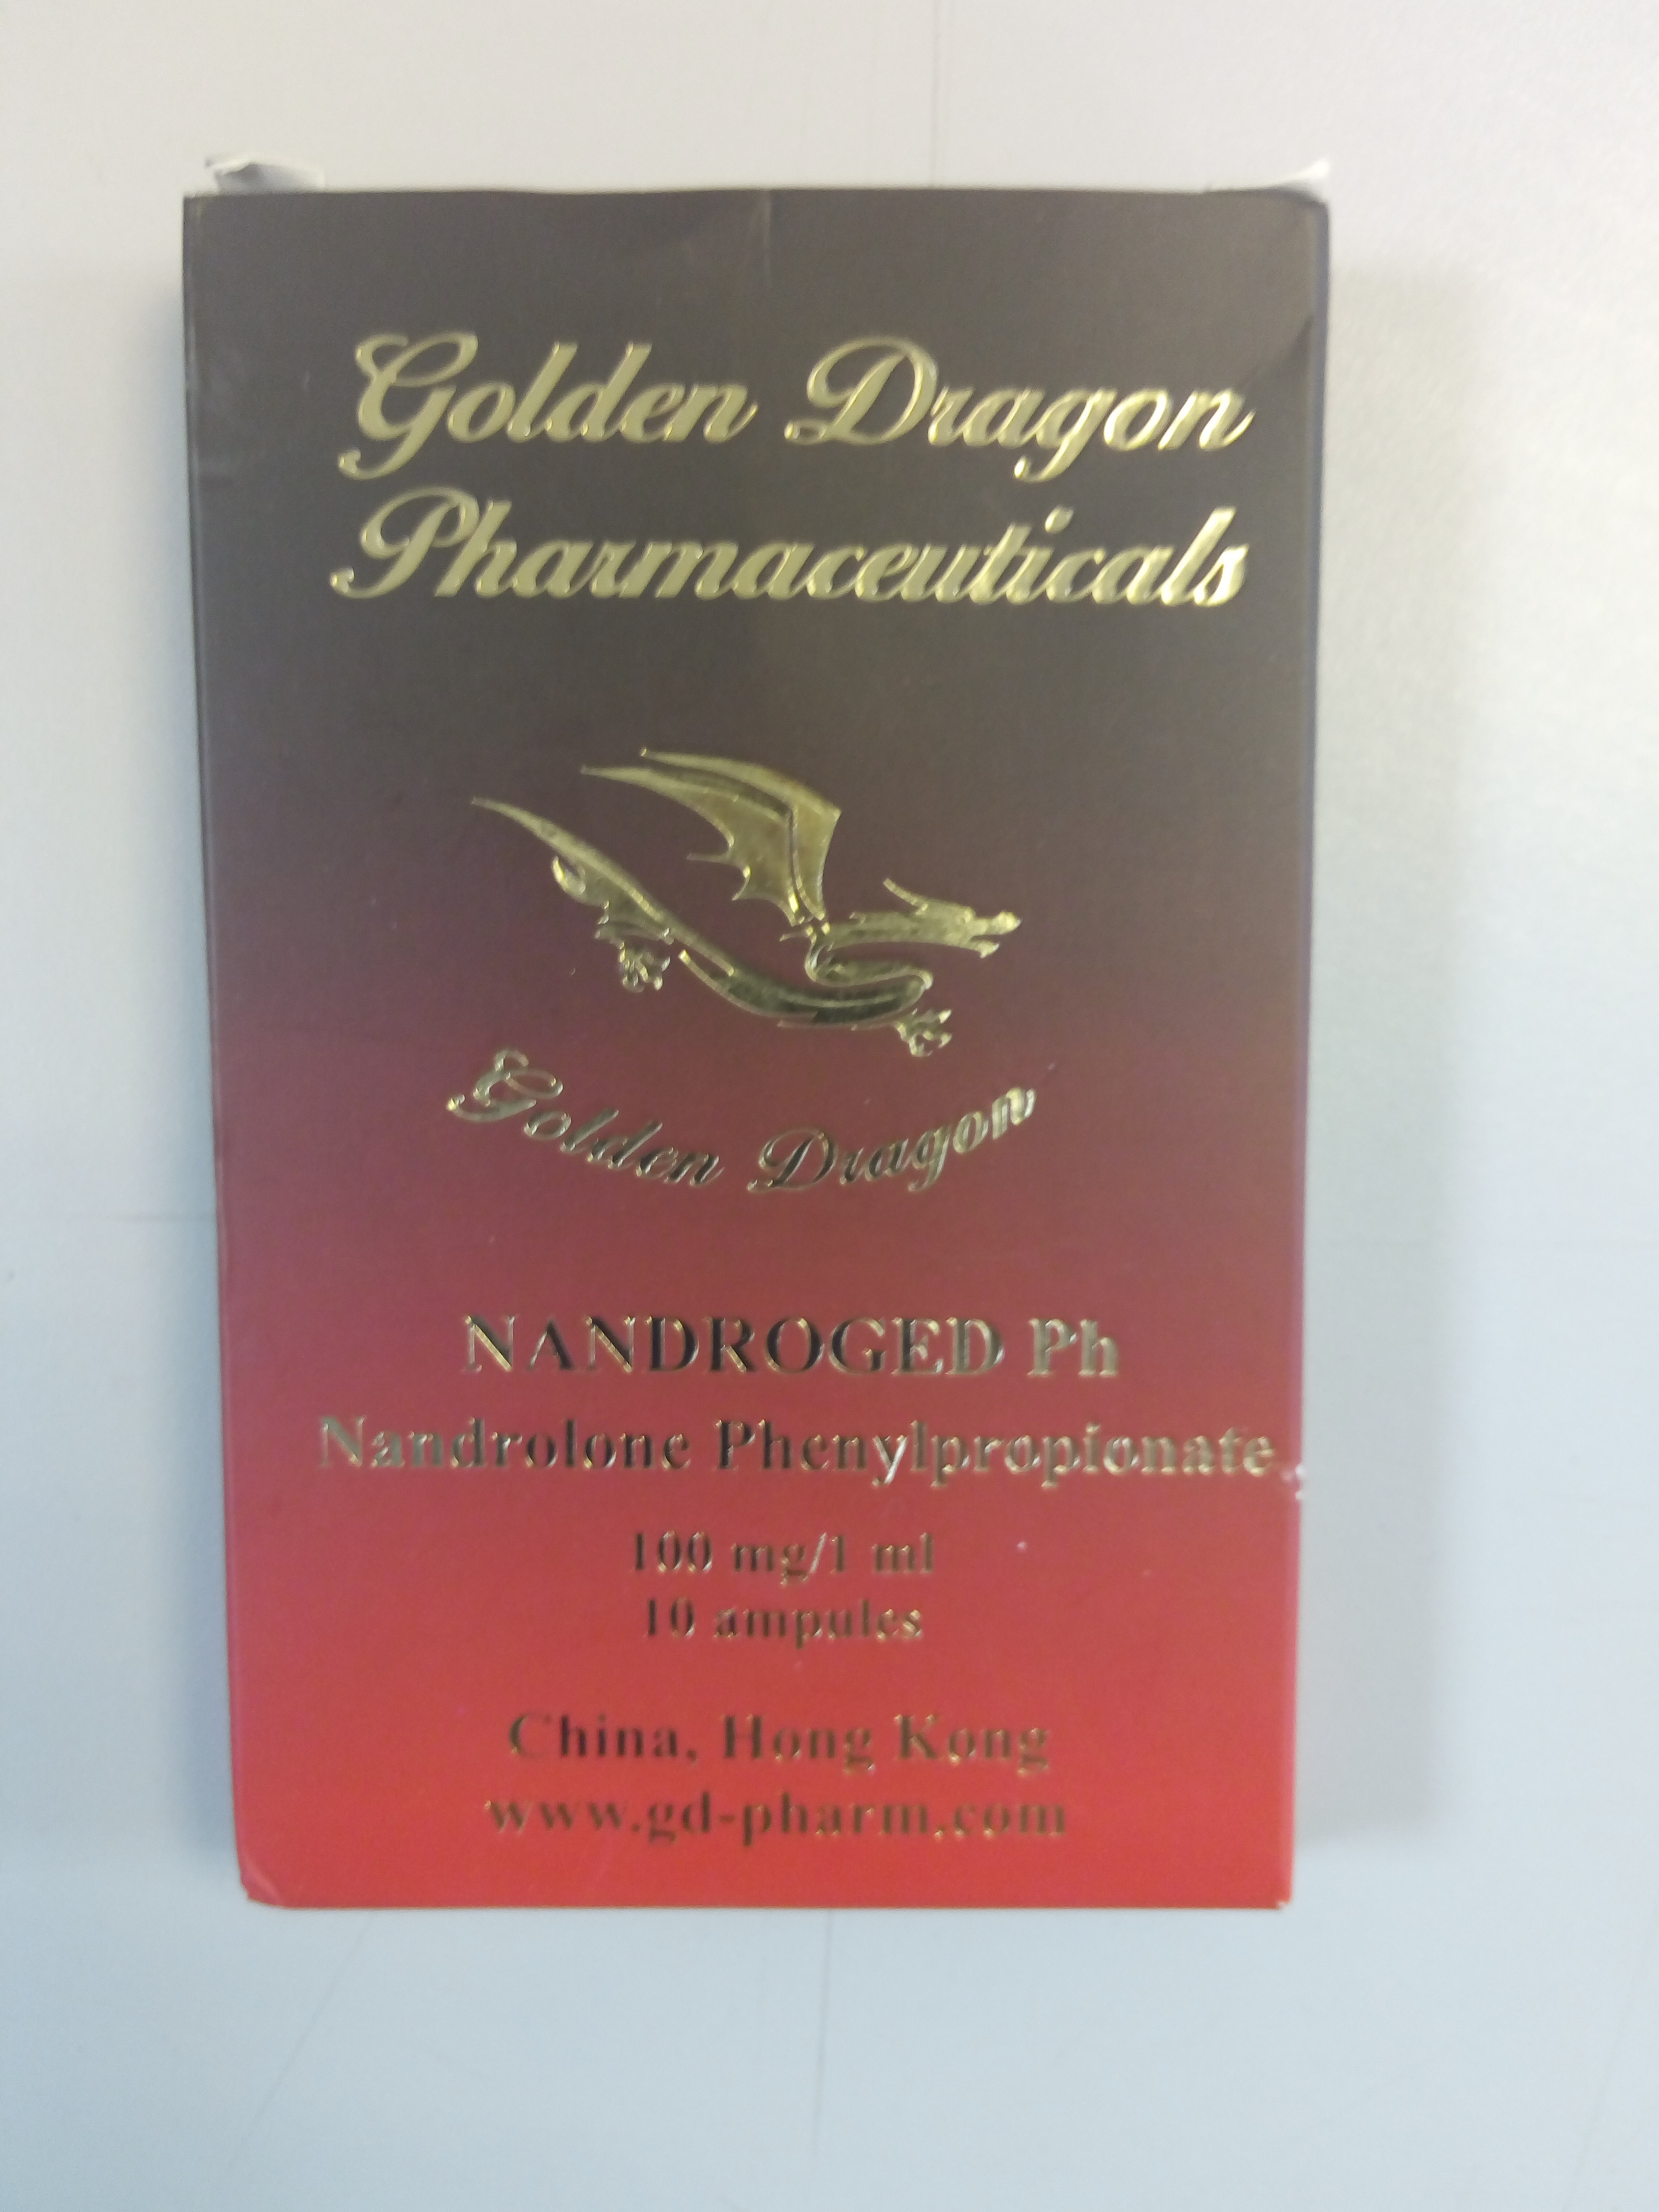 Golden Dragon
Pharmaceuticals
Golden Dragon
NANDROGED Ph
Nandrolone Phenylpropionate
100 mg/1 ml
10 ampules
China, Hong Kong
www.gd-pharm.com